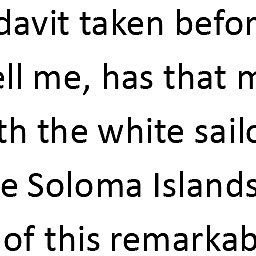 davit taken befor
ell me, has that m
th the white sailo
e Soloma Islands
of this remarkab